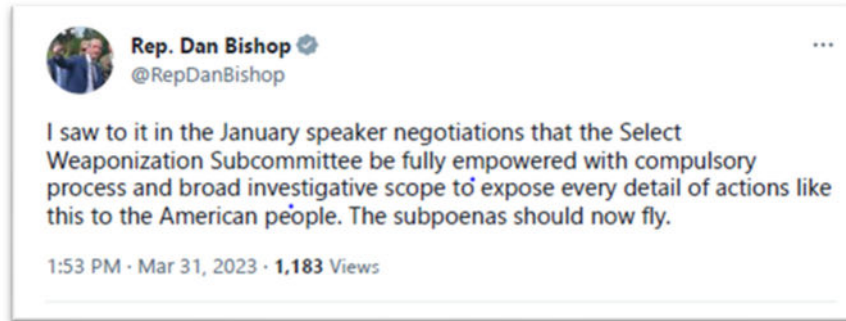 Rep. Dan Bishop
@RepDanBishop
I saw to it in the January speaker negotiations that the Select
Weaponization Subcommittee be fully empowered with compulsory
process and broad investigative scope to expose every detail of actions like
this to the American people. The subpoenas should now fly.
1:53 PM · Mar 31, 2023 · 1,183 Views